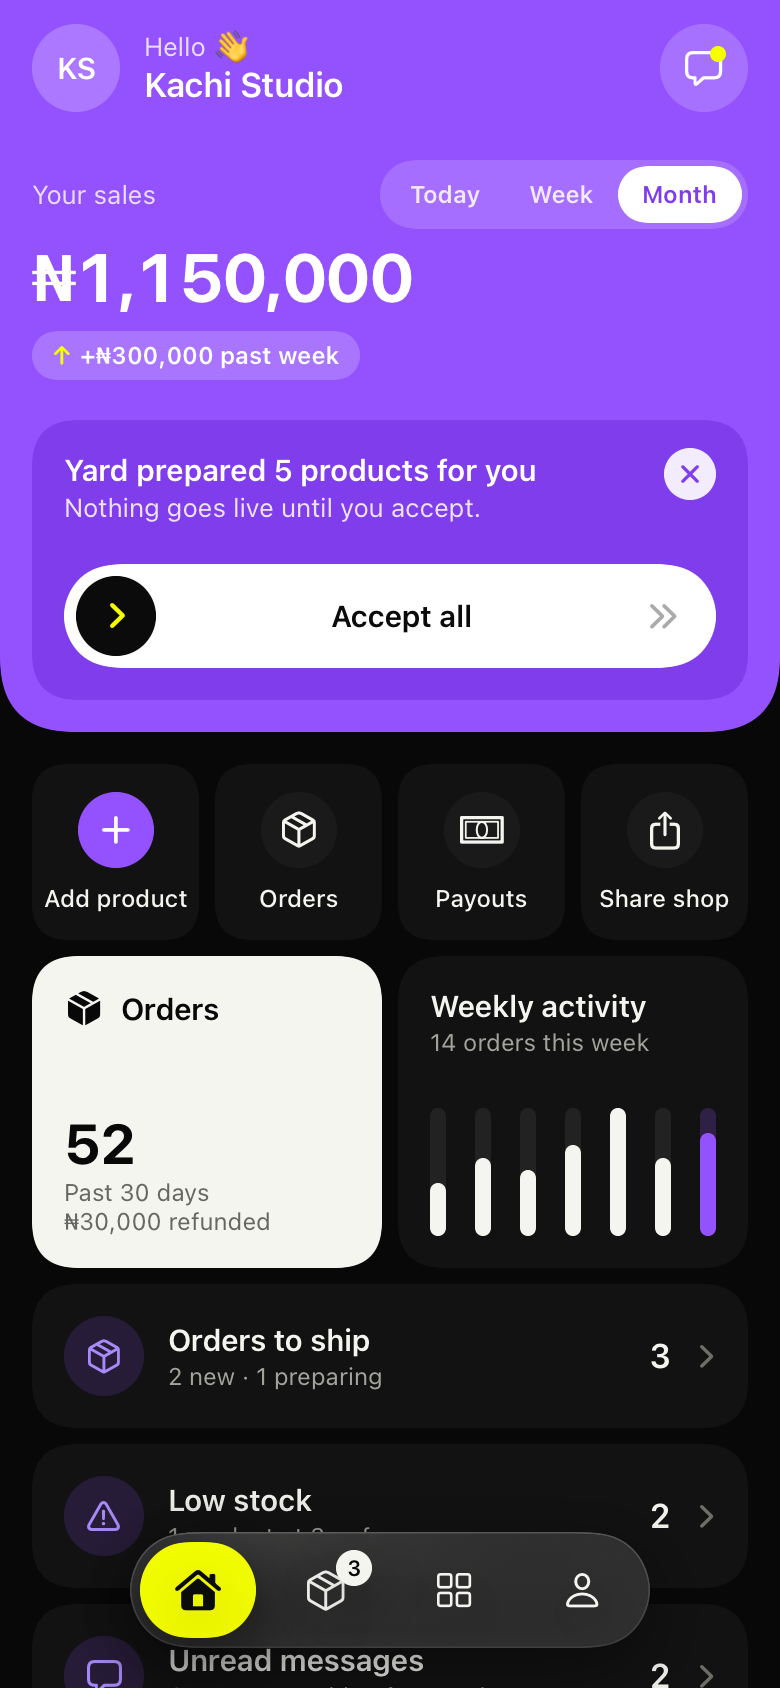 KS
Hello 👋
Kachi Studio
Your sales
Today Week Month
₦1,150,000
+₦300,000 past week
Yard prepared 5 products for you
Nothing goes live until you accept.
Accept all
Add product
Orders
Payouts
Share shop
Orders
52
Past 30 days
₦30,000 refunded
Weekly activity
14 orders this week
Orders to ship
2 new · 1 preparing
3
Low stock
2
3
Unread messages
2